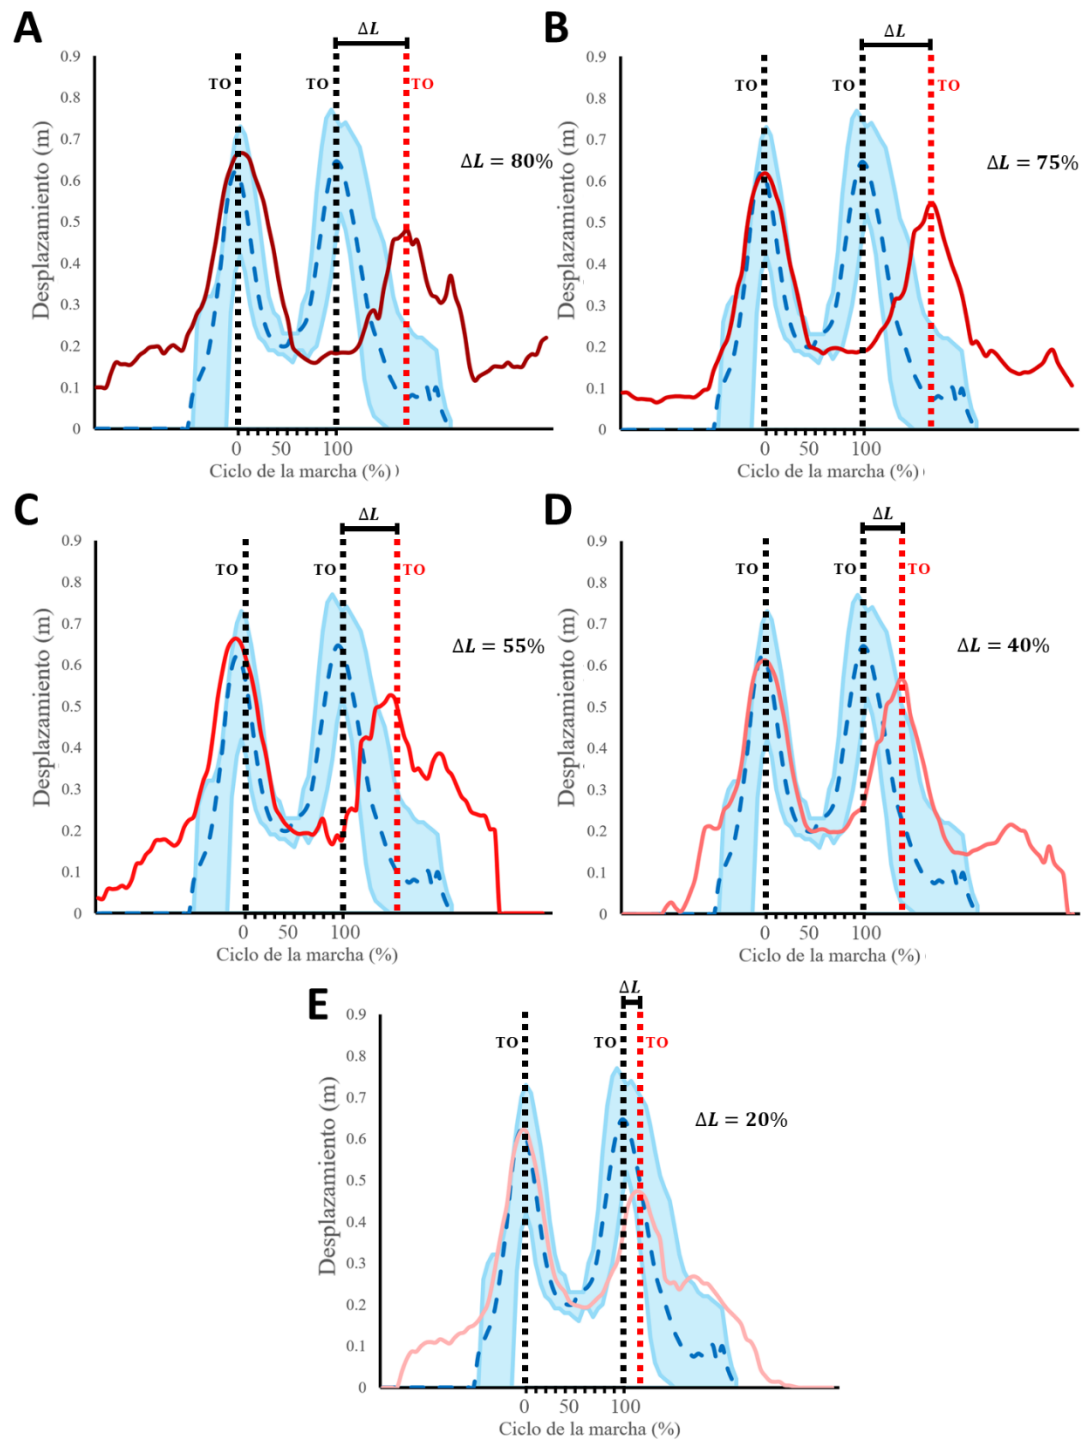 A
ΔL
TO
TO
TO
ΔL = 80%
Desplazamiento (m)
0.9
0.8
0.7
0.6
0.5
0.4
0.3
0.2
0.1
0
0
50
100
Ciclo de la marcha (%) )
B
ΔL
TO
TO
TO
ΔL = 75%
Desplazamiento (m)
0.9
0.8
0.7
0.6
0.5
0.4
0.3
0.2
0.1
0
0
50
100
Ciclo de la marcha (%)
C
ΔL
TO
TO
TO
ΔL = 55%
Desplazamiento (m)
0.9
0.8
0.7
0.6
0.5
0.4
0.3
0.2
0.1
0
0
50
100
Ciclo de la marcha (%)
D
ΔL
TO
TO
TO
ΔL = 40%
Desplazamiento (m)
0.9
0.8
0.7
0.6
0.5
0.4
0.3
0.2
0.1
0
0
50
100
Ciclo de la marcha (%)
E
ΔL
TO
TO
TO
ΔL = 20%
Desplazamiento (m)
0.9
0.8
0.7
0.6
0.5
0.4
0.3
0.2
0.1
0
0
50
100
Ciclo de la marcha (%)